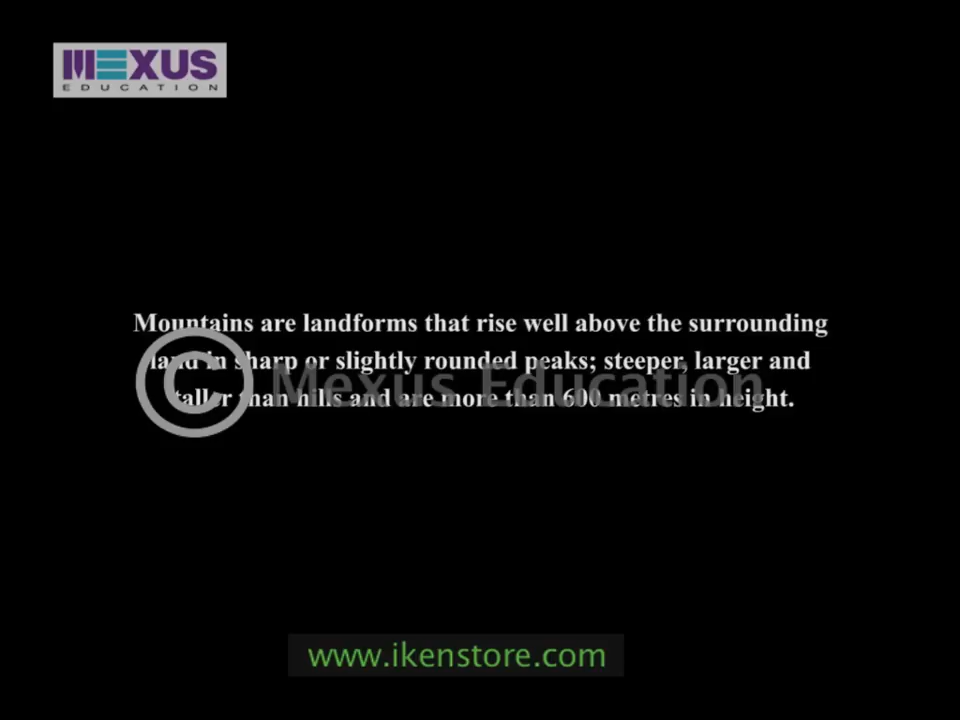 MEXUS
EDUCATION
Mountains are landforms that rise well above the surrounding
land in sharp or slightly rounded peaks; steeper, larger and
taller than hills and are more than 600 metres in height.
© Mexus Education
www.ikenstore.com